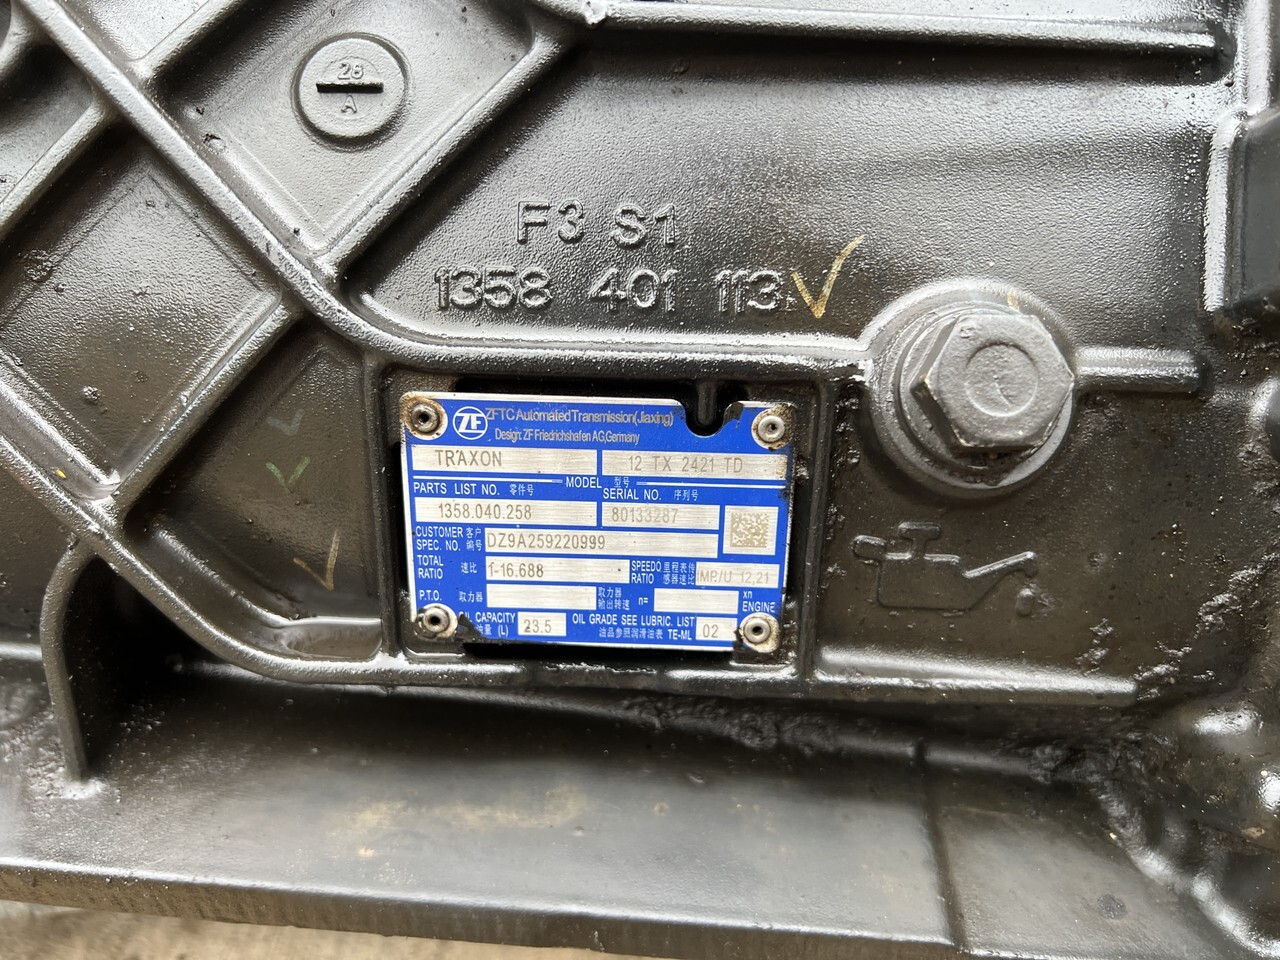 26
A
F3 S1
1358 401 113
ZF ZFTC Automated Transmission(Jiaxing)
Design: ZF Friedrichshafen AG,Germany
TRAXON 12 TX 2421 TD
MODEL 型号
PARTS LIST NO. 零件号 SERIAL NO. 序列号
1358.040.258 80133287
CUSTOMER 客户
SPEC. NO. 编号 DZ9A259220999
TOTAL RATIO 速比 1-16.688 SPEEDO RATIO 里程表传感器速比 MP./U 12,21
P.T.O. 取力器 取力器输出转速 n= xn ENGINE
OIL CAPACITY 油量 (L) 23.5 OIL GRADE SEE LUBRIC. LIST
油品参照润滑油表 TE-ML 02